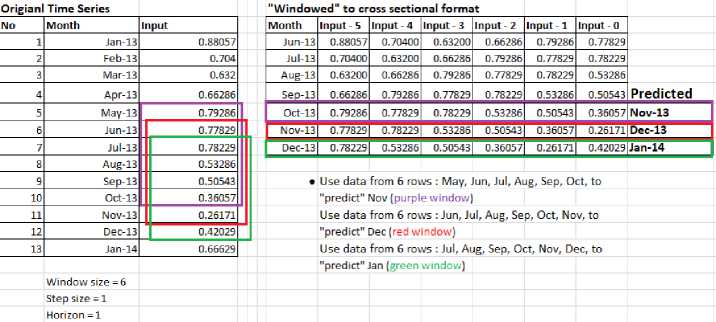 Origianl Time Series
"Windowed" to cross sectional format
No Month Input
Month Input - 5 Input - 4 Input - 3 Input - 2 Input - 1 Input - 0
1 Jan-13 0.88057
Jun-13 0.88057 0.70400 0.63200 0.66286 0.79286 0.77829
2 Feb-13 0.704
Jul-13 0.70400 0.63200 0.66286 0.79286 0.77829 0.78229
3 Mar-13 0.632
Aug-13 0.63200 0.66286 0.79286 0.77829 0.78229 0.53286
4 Apr-13 0.66286
Sep-13 0.66286 0.79286 0.77829 0.78229 0.53286 0.50543 Predicted
5 May-13 0.79286
Oct-13 0.79286 0.77829 0.78229 0.53286 0.50543 0.36057 Nov-13
6 Jun-13 0.77829
Nov-13 0.77829 0.78229 0.53286 0.50543 0.36057 0.26171 Dec-13
7 Jul-13 0.78229
Dec-13 0.78229 0.53286 0.50543 0.36057 0.26171 0.42029 Jan-14
8 Aug-13 0.53286
9 Sep-13 0.50543
10 Oct-13 0.36057
11 Nov-13 0.26171
12 Dec-13 0.42029
13 Jan-14 0.66629
• Use data from 6 rows : May, Jun, Jul, Aug, Sep, Oct, to
"predict" Nov (purple window)
Use data from 6 rows : Jun, Jul, Aug, Sep, Oct, Nov, to
"predict" Dec (red window)
Use data from 6 rows : Jul, Aug, Sep, Oct, Nov, Dec, to
"predict" Jan (green window)
Window size = 6
Step size = 1
Horizon = 1